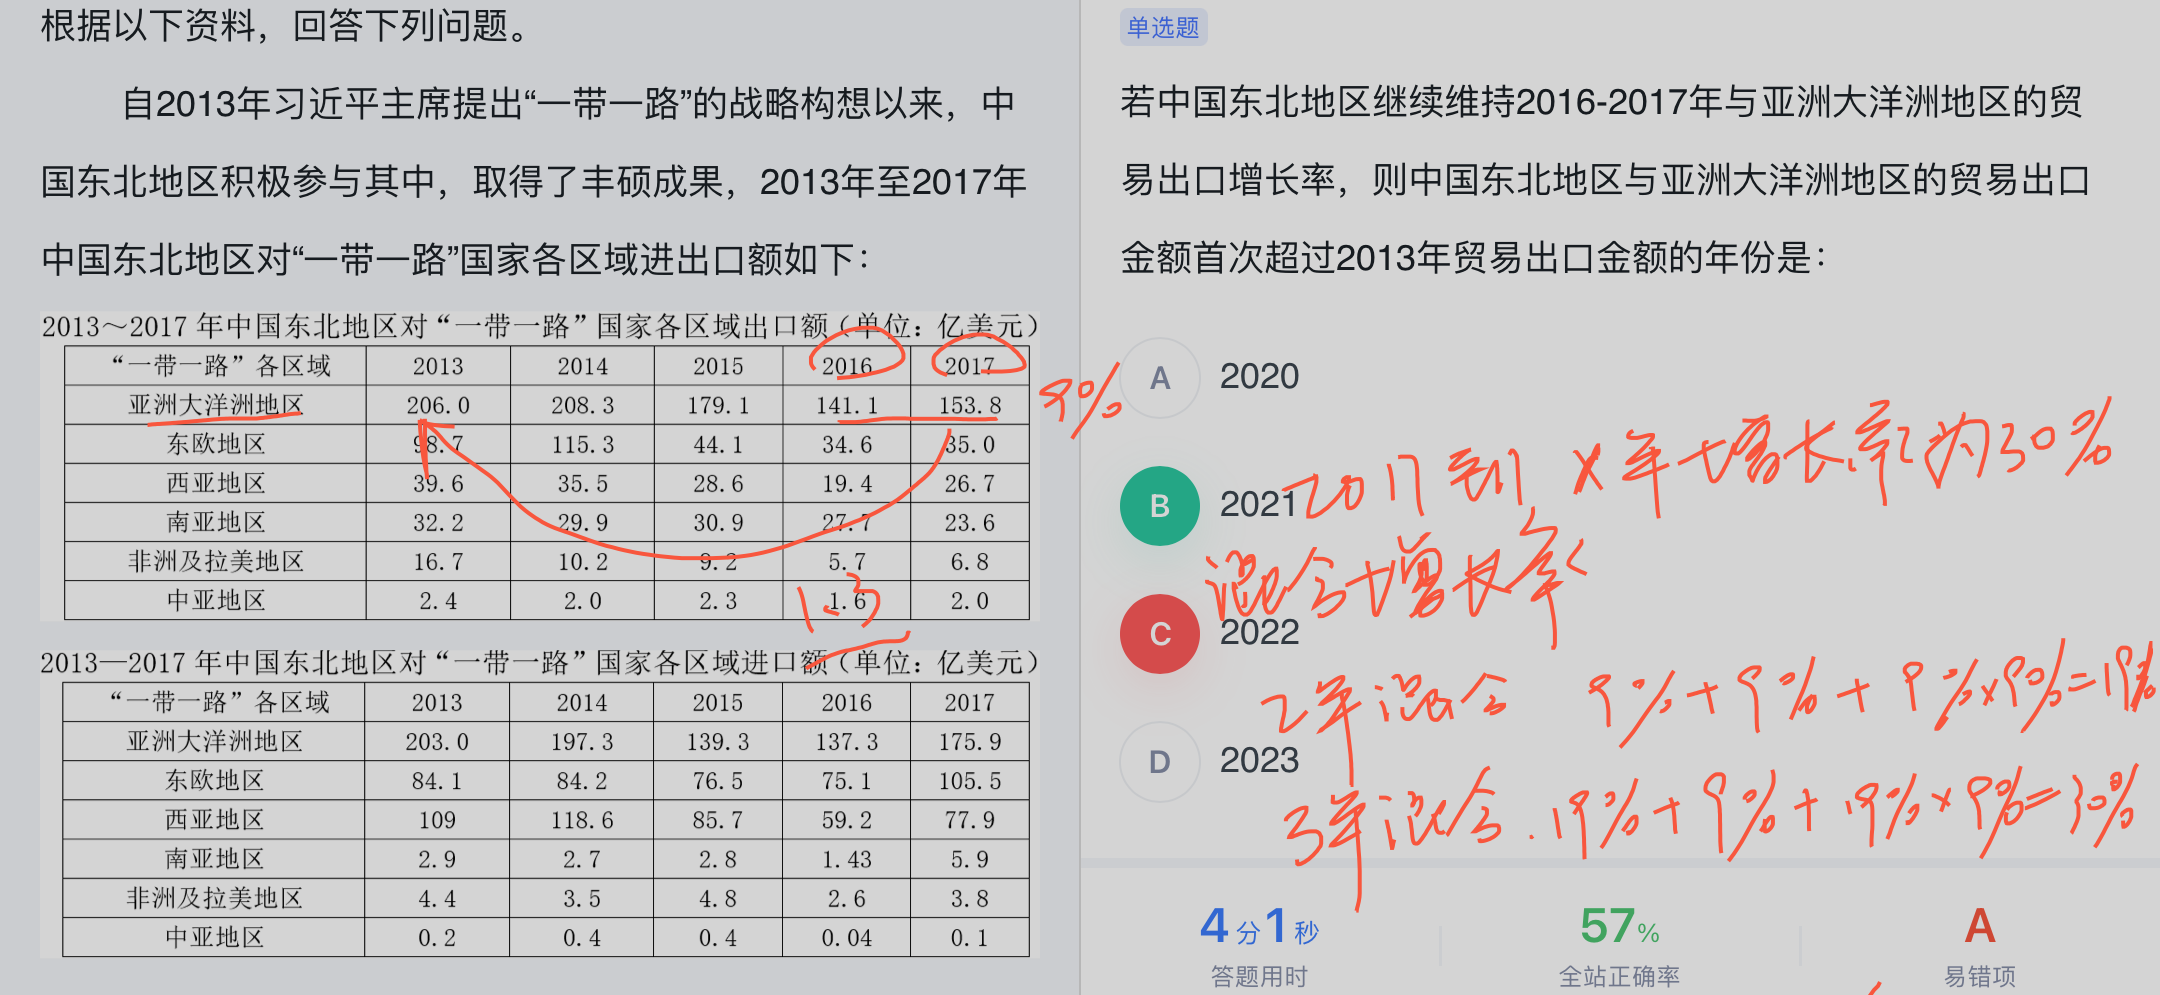 根据以下资料，回答下列问题。
自2013年习近平主席提出“一带一路”的战略构想以来，中
国东北地区积极参与其中，取得了丰硕成果，2013年至2017年
中国东北地区对“一带一路”国家各区域进出口额如下：
2013～2017 年中国东北地区对“一带一路”国家各区域出口额（单位：亿美元）
“一带一路”各区域 2013 2014 2015 2016 2017
亚洲大洋洲地区 206.0 208.3 179.1 141.1 153.8 9%
东欧地区 98.7 115.3 44.1 34.6 35.0
西亚地区 39.6 35.5 28.6 19.4 26.7
南亚地区 32.2 29.9 30.9 27.7 23.6
非洲及拉美地区 16.7 10.2 9.2 5.7 6.8
中亚地区 2.4 2.0 2.3 1.6 2.0
1.3
2013—2017 年中国东北地区对“一带一路”国家各区域进口额（单位：亿美元）
“一带一路”各区域 2013 2014 2015 2016 2017
亚洲大洋洲地区 203.0 197.3 139.3 137.3 175.9
东欧地区 84.1 84.2 76.5 75.1 105.5
西亚地区 109 118.6 85.7 59.2 77.9
南亚地区 2.9 2.7 2.8 1.43 5.9
非洲及拉美地区 4.4 3.5 4.8 2.6 3.8
中亚地区 0.2 0.4 0.4 0.04 0.1
单选题
若中国东北地区继续维持2016-2017年与亚洲大洋洲地区的贸
易出口增长率，则中国东北地区与亚洲大洋洲地区的贸易出口
金额首次超过2013年贸易出口金额的年份是：
A 2020
B 2021
2017到X年 增长率为30%
混合增长率
C 2022
2年混合 9%+9%+9%×9%=19%
D 2023
3年混合 19%+9%+19%×9%=30%
4分1秒 57% A
答题用时 全站正确率 易错项